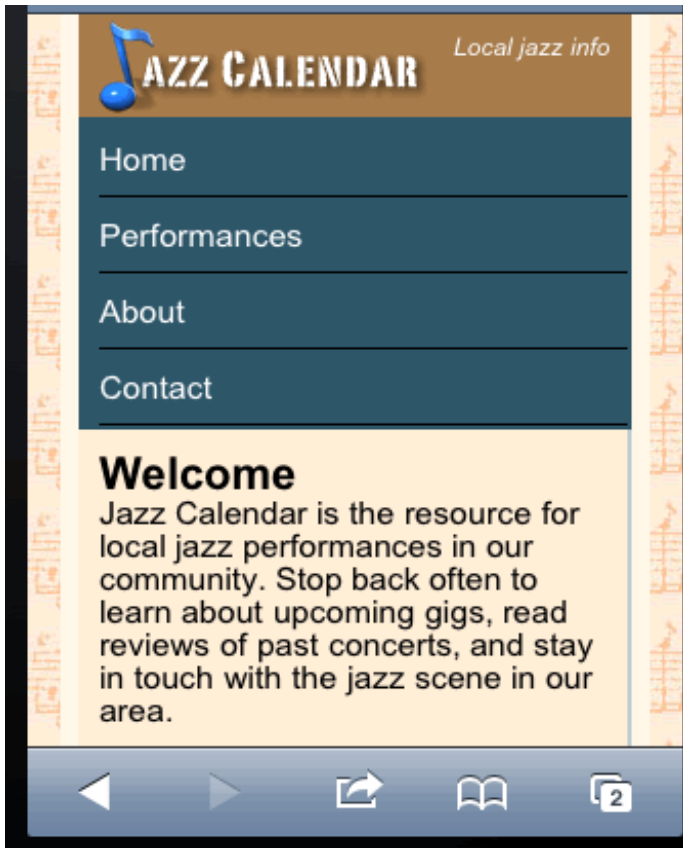 JAZZ CALENDAR
Local jazz info
Home
Performances
About
Contact
Welcome
Jazz Calendar is the resource for
local jazz performances in our
community. Stop back often to
learn about upcoming gigs, read
reviews of past concerts, and stay
in touch with the jazz scene in our
area.
2